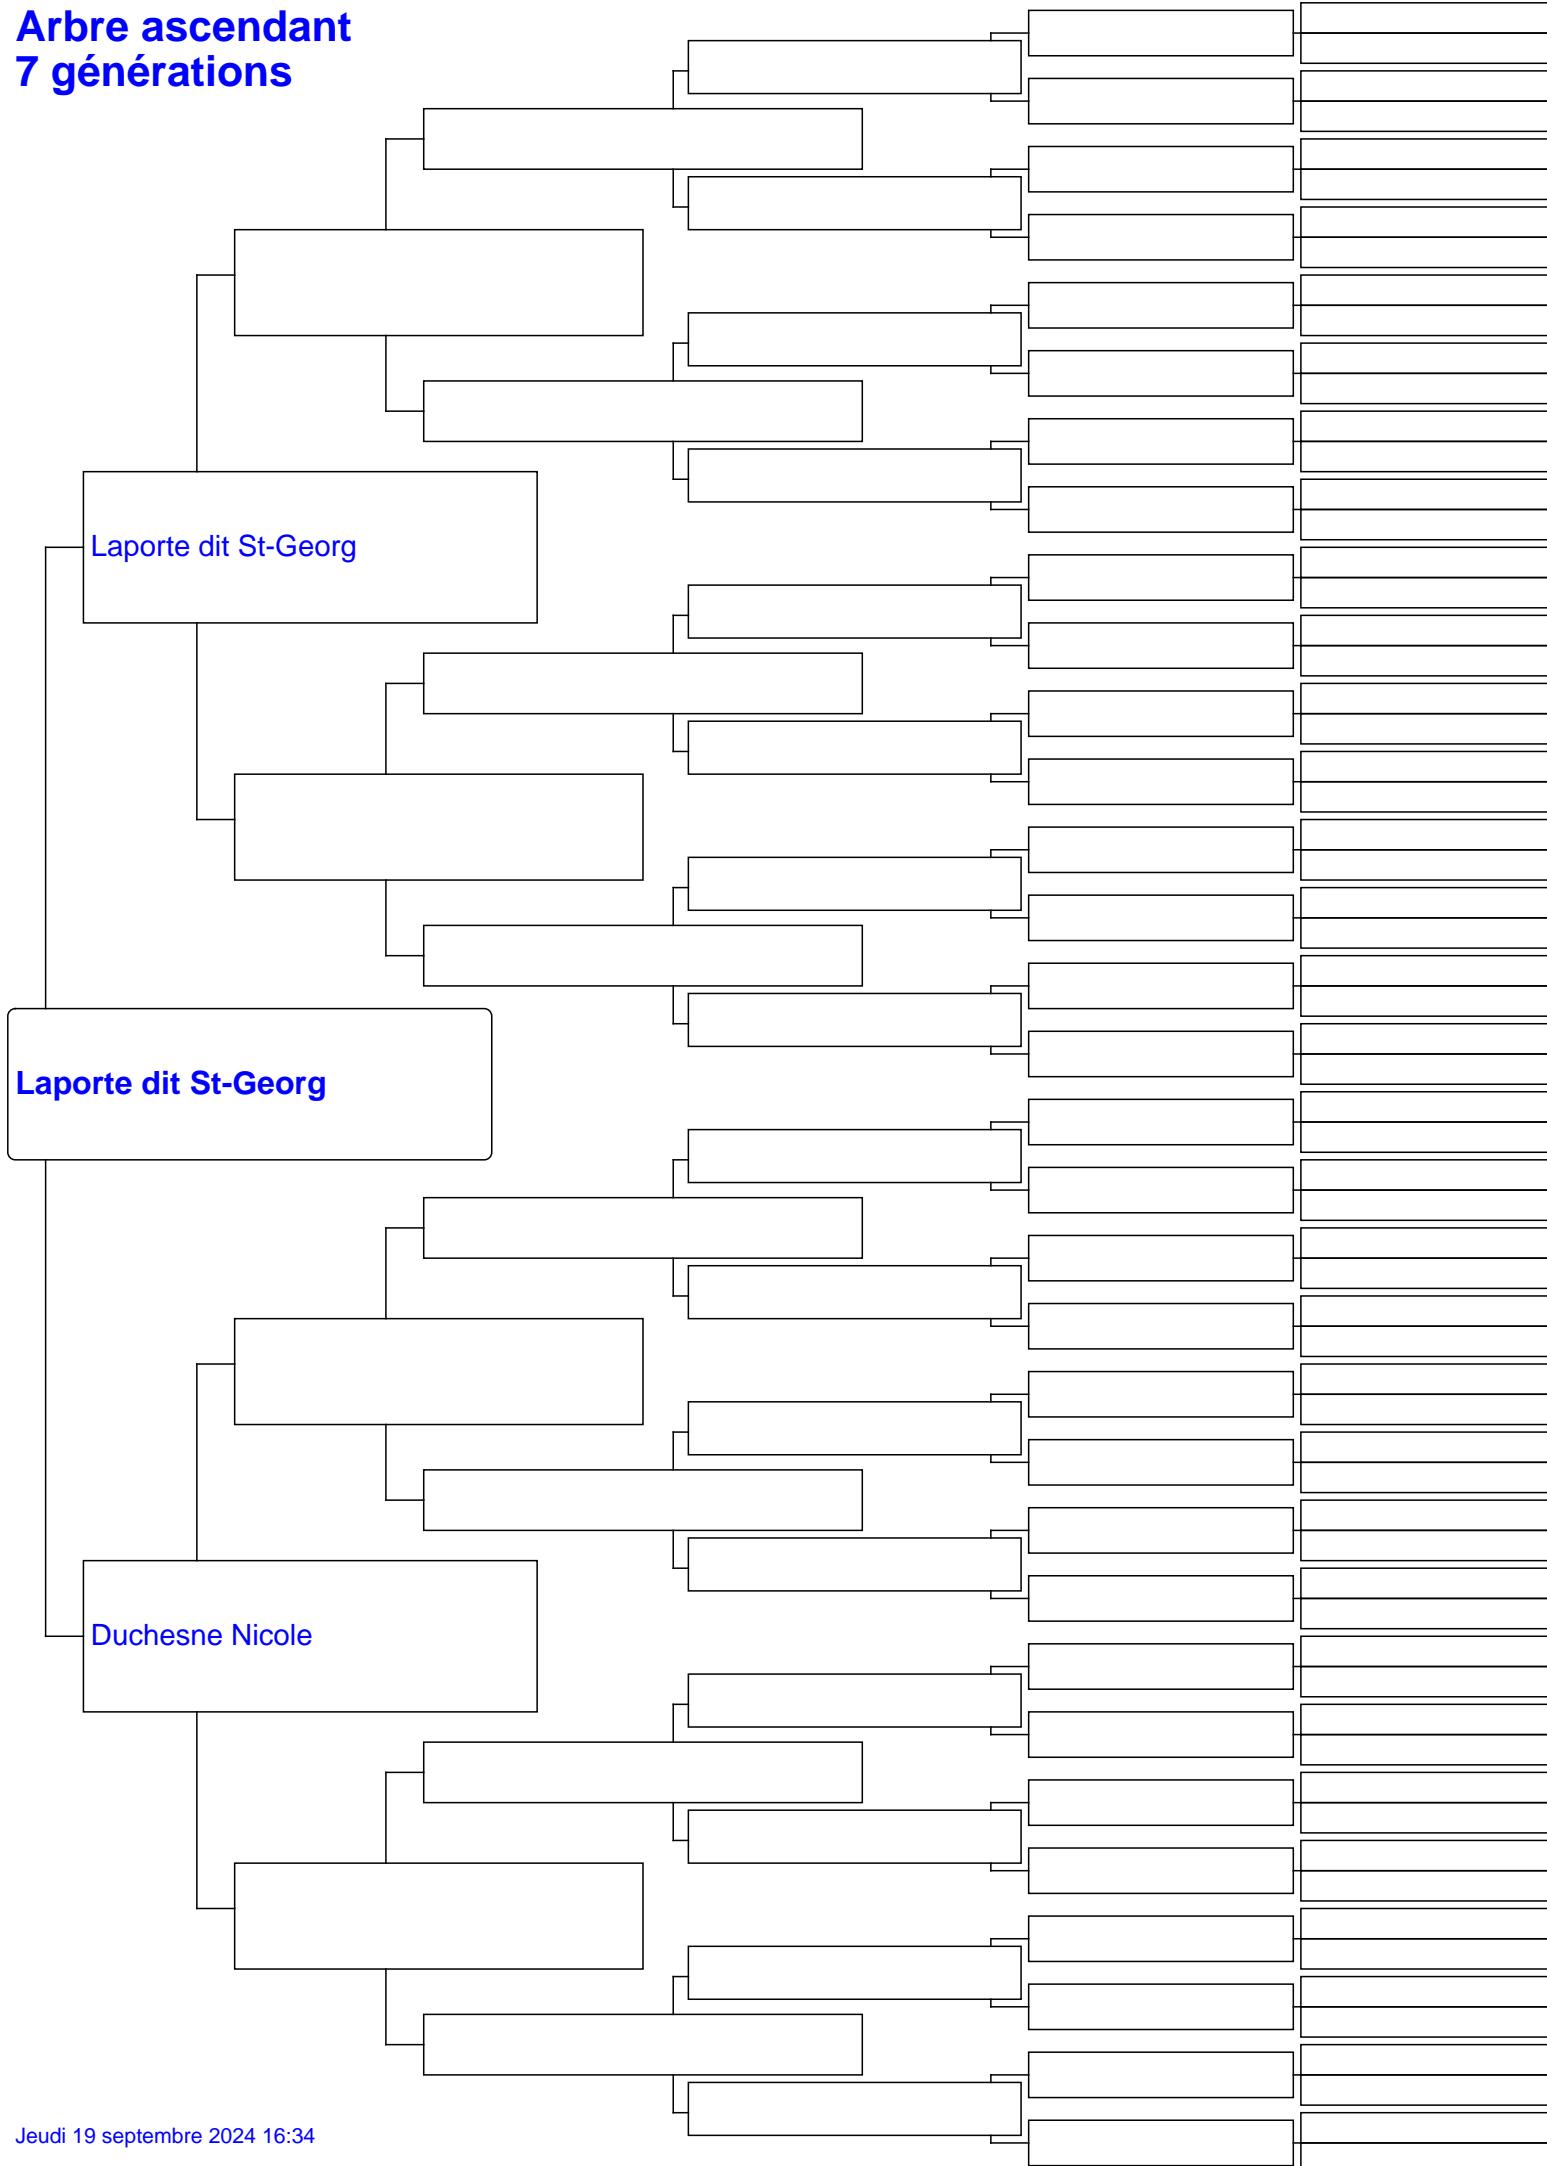 Arbre ascendant
7 générations
Laporte dit St-Georg
Laporte dit St-Georg
Duchesne Nicole
Jeudi 19 septembre 2024 16:34